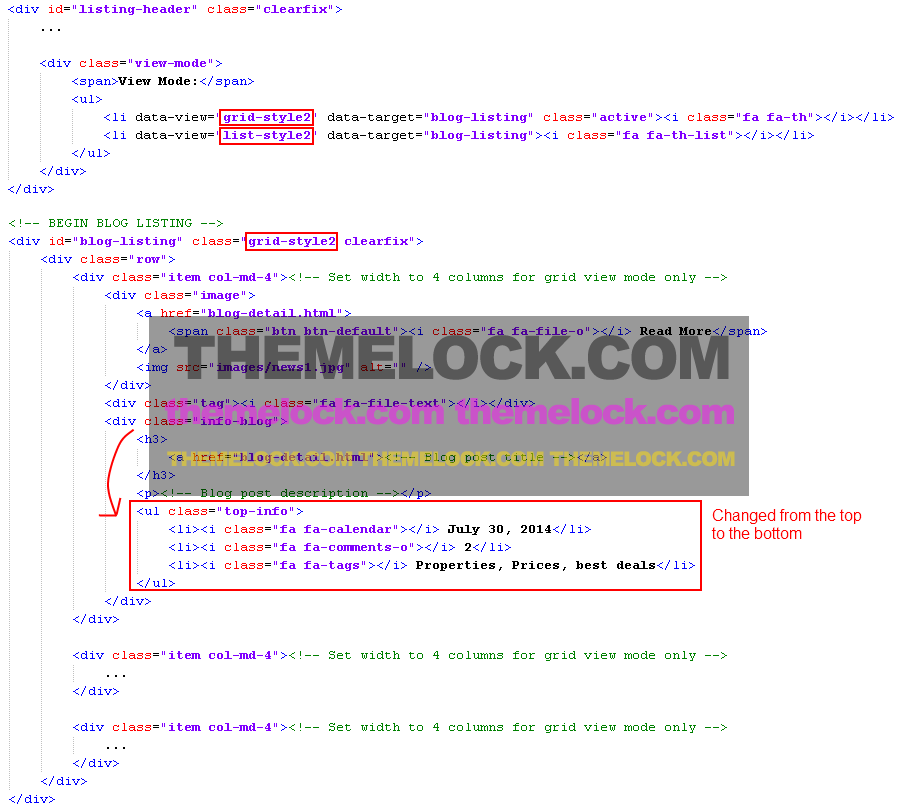 <div id="listing-header" class="clearfix">
...
<div class="view-mode">
<span>View Mode:</span>
<ul>
<li data-view="grid-style2" data-target="blog-listing" class="active"><i class="fa fa-th"></i></li>
<li data-view="list-style2" data-target="blog-listing"><i class="fa fa-th-list"></i></li>
</ul>
</div>
</div>
<!-- BEGIN BLOG LISTING -->
<div id="blog-listing" class="grid-style2 clearfix">
<div class="row">
<div class="item col-md-4"><!-- Set width to 4 columns for grid view mode only -->
<div class="image">
<a href="blog-detail.html">
<span class="btn btn-default"><i class="fa fa-file-o"></i> Read More</span>
</a>
THEMELOCK.COM
<img src="images/news1.jpg" alt="" />
</div>
<div class="tag"><i class="fa fa-file-text"></i></div>
themelock.com themelock.com
<div class="info-blog">
<h3>
<a href="blog-detail.html"><!-- Blog post title --></a>
THEMELOCK.COM THEMELOCK.COM THEMELOCK.COM
</h3>
<p><!-- Blog post description --></p>
<ul class="top-info">
Changed from the top
to the bottom
<li><i class="fa fa-calendar"></i> July 30, 2014</li>
<li><i class="fa fa-comments-o"></i> 2</li>
<li><i class="fa fa-tags"></i> Properties, Prices, best deals</li>
</ul>
</div>
</div>
<div class="item col-md-4"><!-- Set width to 4 columns for grid view mode only -->
...
</div>
<div class="item col-md-4"><!-- Set width to 4 columns for grid view mode only -->
...
</div>
</div>
</div>